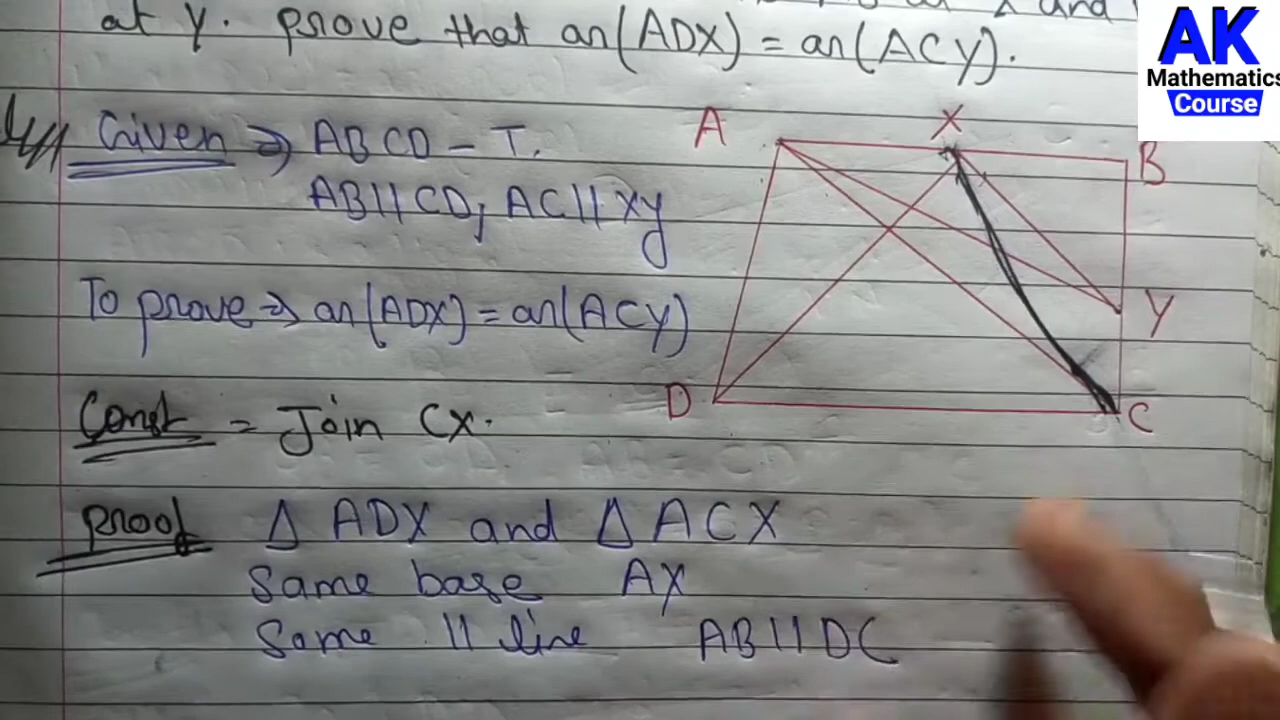 Δ and
at y. prove that ar(ADX) = ar(ACY).
AK
Mathematics
Course
Given ⇒ ABCD - T.
AB∥CD, AC∥XY
To prove ⇒ ar(ADX) = ar(ACY)
Const = Join CX.
Proof Δ ADX and Δ ACX
Same base AX
Same ∥ line AB∥DC
A
X
B
Y
D
C